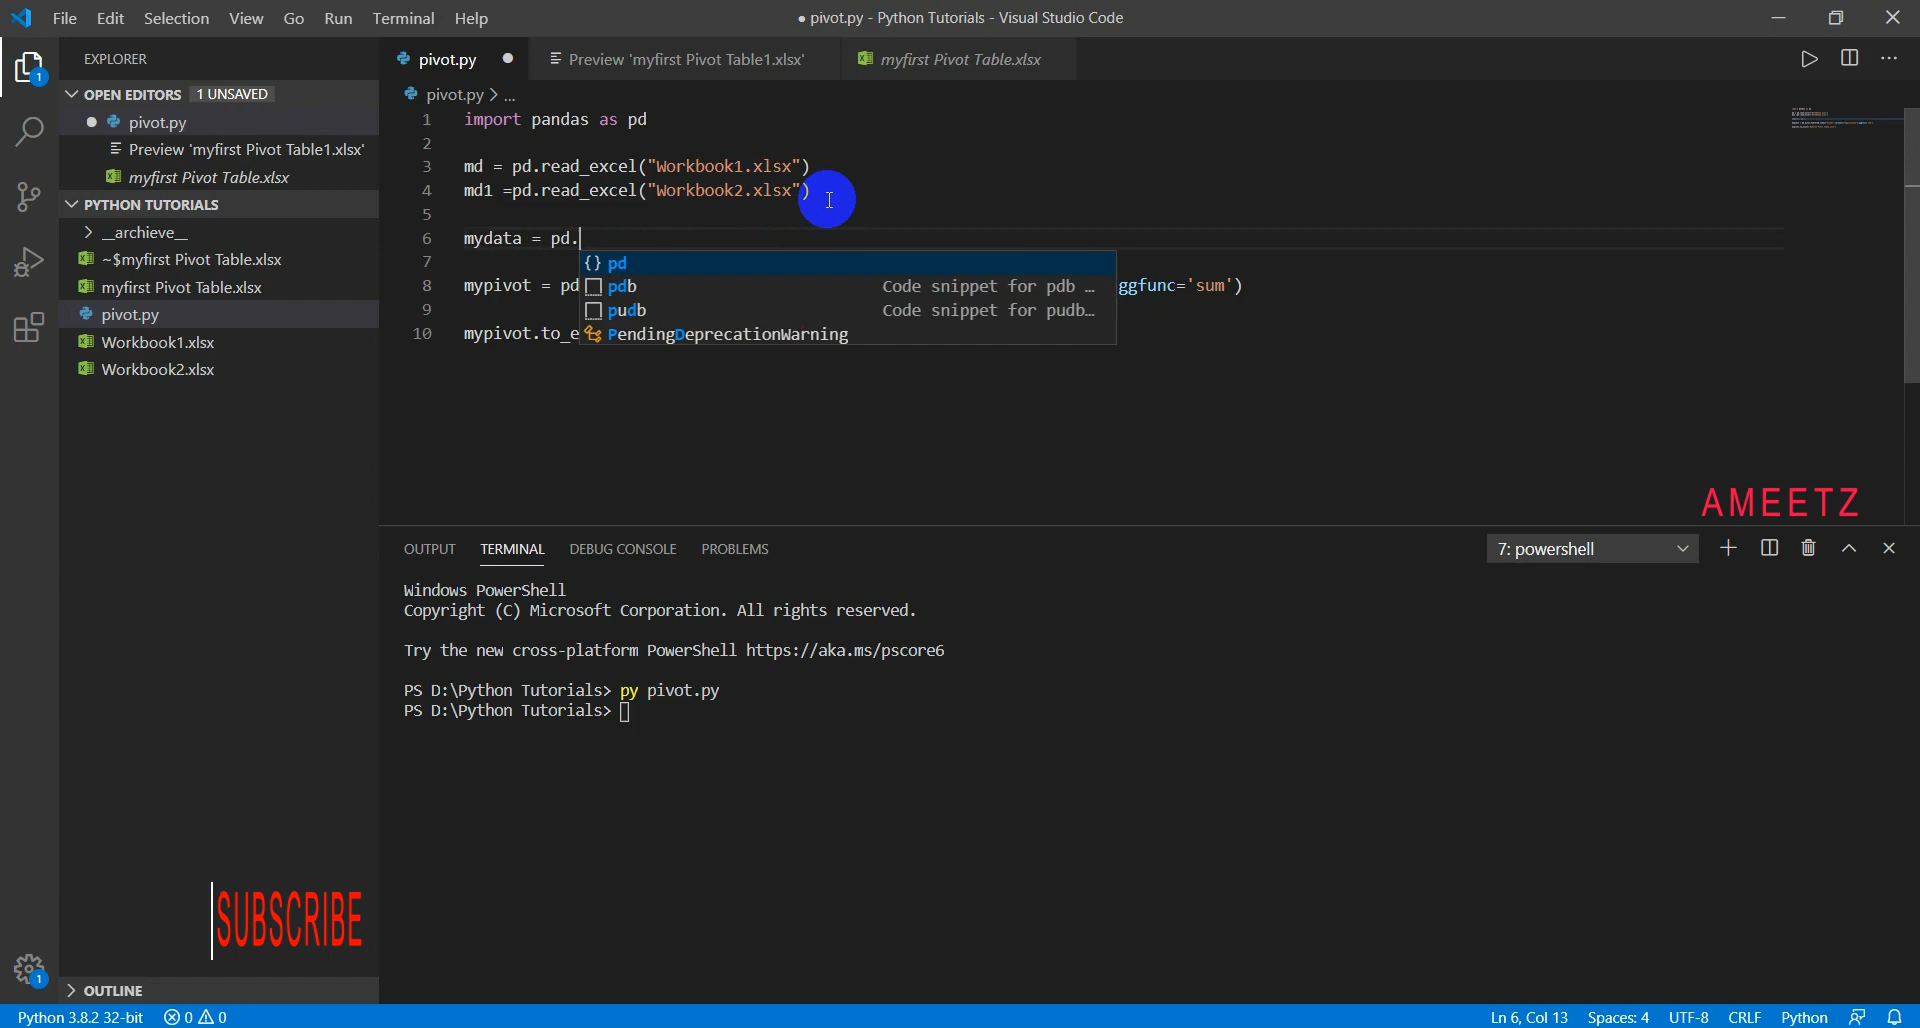 File Edit Selection View Go Run Terminal Help
● pivot.py - Python Tutorials - Visual Studio Code
EXPLORER
OPEN EDITORS 1 UNSAVED
pivot.py
Preview 'myfirst Pivot Table1.xlsx'
myfirst Pivot Table.xlsx
PYTHON TUTORIALS
__archieve__
~$myfirst Pivot Table.xlsx
myfirst Pivot Table.xlsx
pivot.py
Workbook1.xlsx
Workbook2.xlsx
OUTLINE
pivot.py Preview 'myfirst Pivot Table1.xlsx' myfirst Pivot Table.xlsx
pivot.py > ...
1 import pandas as pd
2
3 md = pd.read_excel("Workbook1.xlsx")
4 md1 =pd.read_excel("Workbook2.xlsx")
5
6 mydata = pd.
7 {} pd
8 mypivot = pd pdb Code snippet for pdb … ggfunc='sum')
9 pudb Code snippet for pudb…
10 mypivot.to_e PendingDeprecationWarning
AMEETZ
OUTPUT TERMINAL DEBUG CONSOLE PROBLEMS 7: powershell
Windows PowerShell
Copyright (C) Microsoft Corporation. All rights reserved.
Try the new cross-platform PowerShell https://aka.ms/pscore6
PS D:\Python Tutorials> py pivot.py
PS D:\Python Tutorials>
SUBSCRIBE
1
1
Python 3.8.2 32-bit 0 0 Ln 6, Col 13 Spaces: 4 UTF-8 CRLF Python